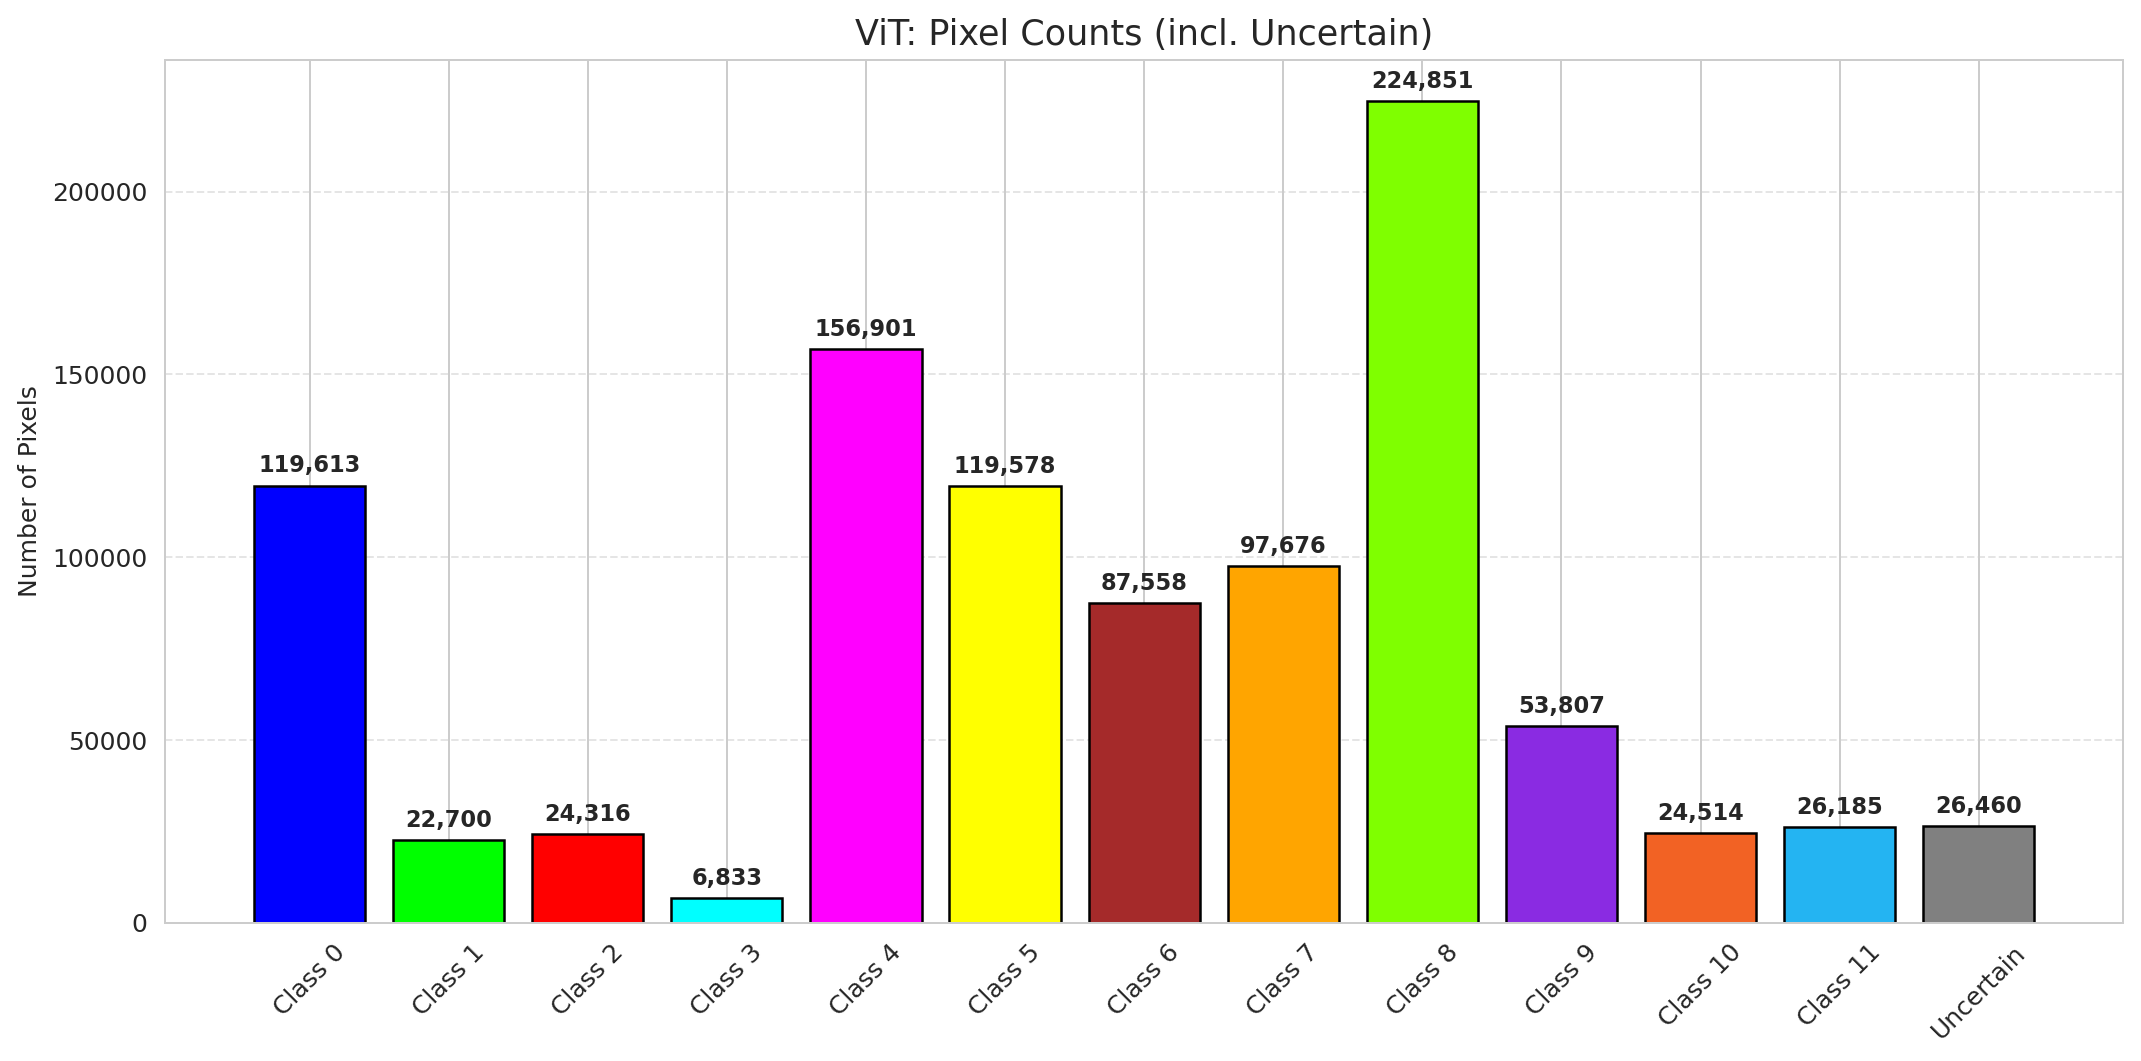 ViT: Pixel Counts (incl. Uncertain)
Number of Pixels
200000
150000
100000
50000
0
119,613
22,700
24,316
6,833
156,901
119,578
87,558
97,676
224,851
53,807
24,514
26,185
26,460
Class 0
Class 1
Class 2
Class 3
Class 4
Class 5
Class 6
Class 7
Class 8
Class 9
Class 10
Class 11
Uncertain